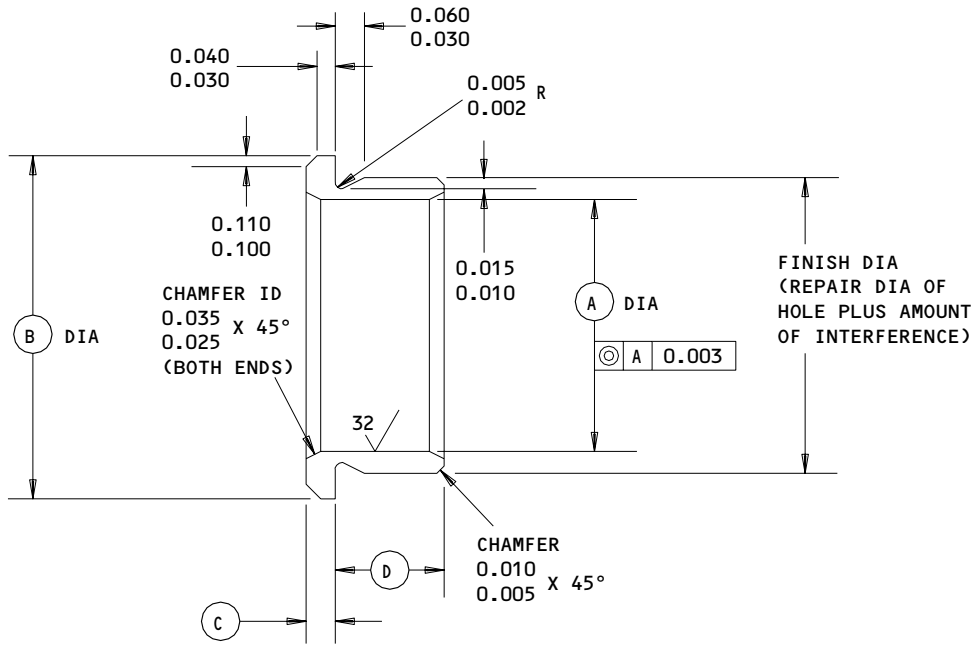 0.060
0.030
0.040
0.030
0.005
0.002 R
0.110
0.100
0.015
0.010
CHAMFER ID
0.035
0.025 X 45°
(BOTH ENDS)
B DIA
A DIA
◎ A 0.003
FINISH DIA
(REPAIR DIA OF
HOLE PLUS AMOUNT
OF INTERFERENCE)
32
CHAMFER
0.010
0.005 X 45°
D
C